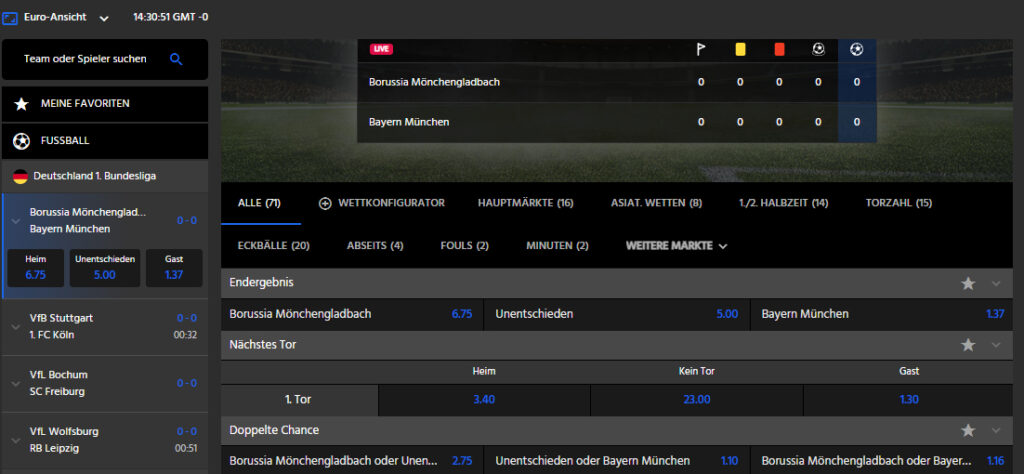 Euro-Ansicht 14:30:51 GMT -0
Team oder Spieler suchen
MEINE FAVORITEN
FUSSBALL
Deutschland 1. Bundesliga
Borussia Mönchenglad... 0-0
Bayern München
Heim Unentschieden Gast
6.75 5.00 1.37
VfB Stuttgart 0-0
1. FC Köln 00:32
VfL Bochum 0-0
SC Freiburg
VfL Wolfsburg 0-0
RB Leipzig 00:51
LIVE
Borussia Mönchengladbach 0 0 0 0 0
Bayern München 0 0 0 0 0
ALLE (71) WETTKONFIGURATOR HAUPTMÄRKTE (16) ASIAT. WETTEN (8) 1./2. HALBZEIT (14) TORZAHL (15)
ECKBÄLLE (20) ABSEITS (4) FOULS (2) MINUTEN (2) WEITERE MARKTE
Endergebnis
Borussia Mönchengladbach 6.75 Unentschieden 5.00 Bayern München 1.37
Nächstes Tor
Heim Kein Tor Gast
1. Tor 3.40 23.00 1.30
Doppelte Chance
Borussia Mönchengladbach oder Unen... 2.75 Unentschieden oder Bayern München 1.10 Borussia Mönchengladbach oder Bayer... 1.16